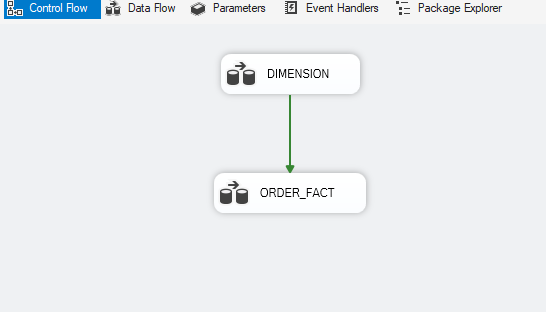 Control Flow Data Flow Parameters Event Handlers Package Explorer
DIMENSION
ORDER_FACT